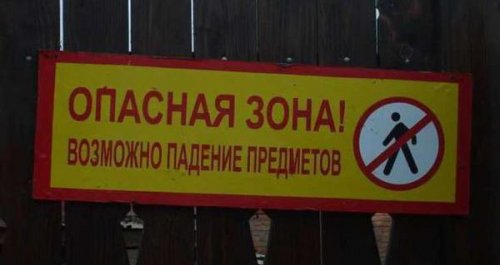 ОПАСНАЯ ЗОНА!
ВОЗМОЖНО ПАДЕНИЕ ПРЕДМЕТОВ